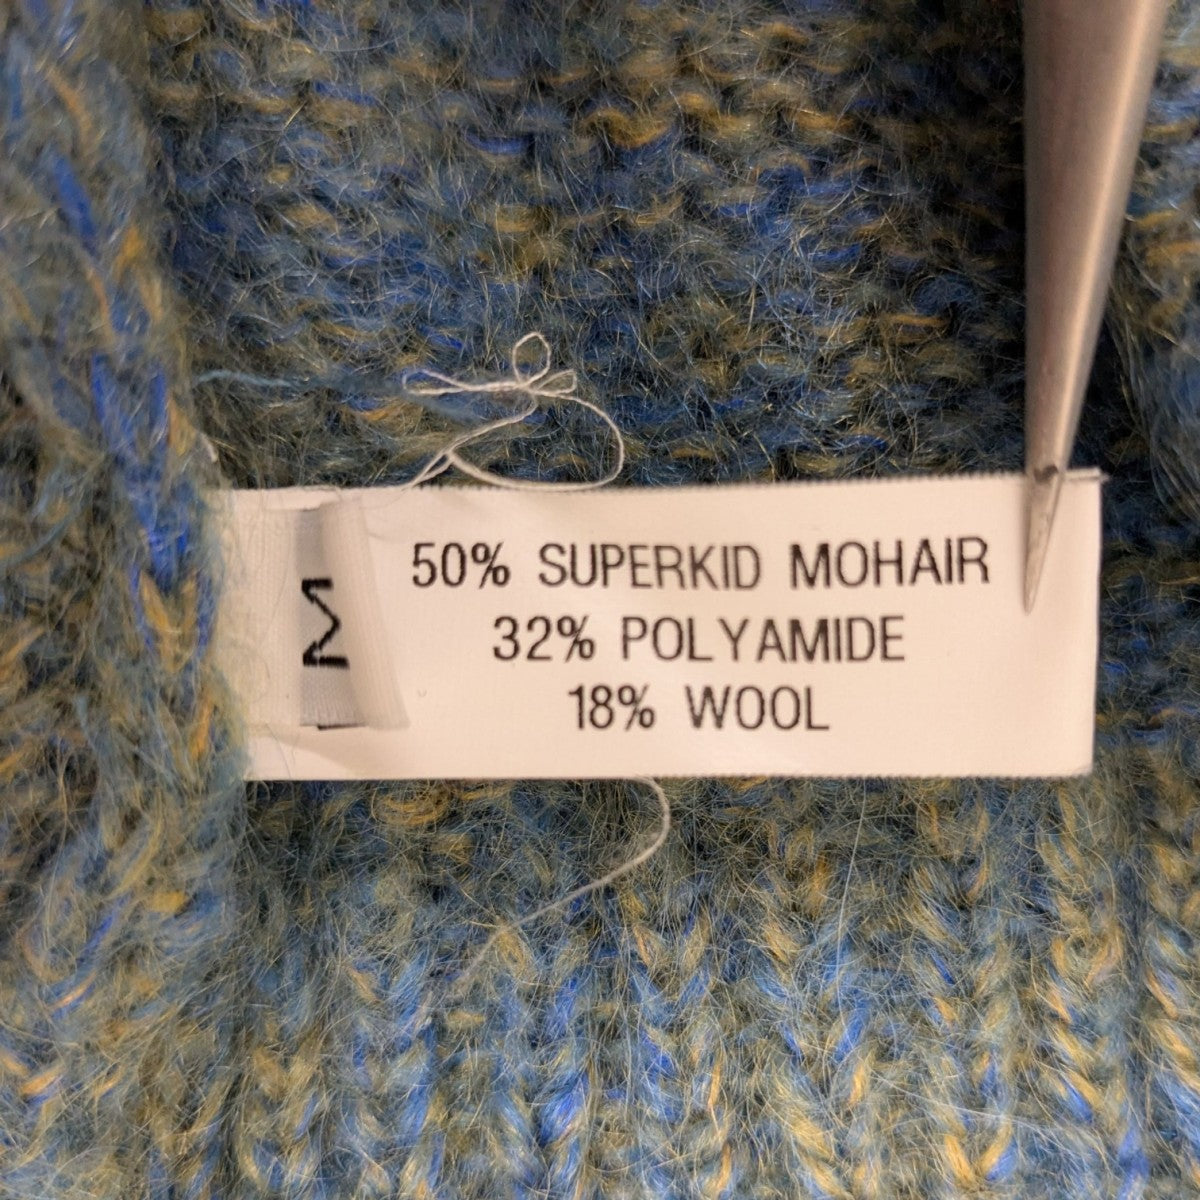 M
50% SUPERKID MOHAIR
32% POLYAMIDE
18% WOOL